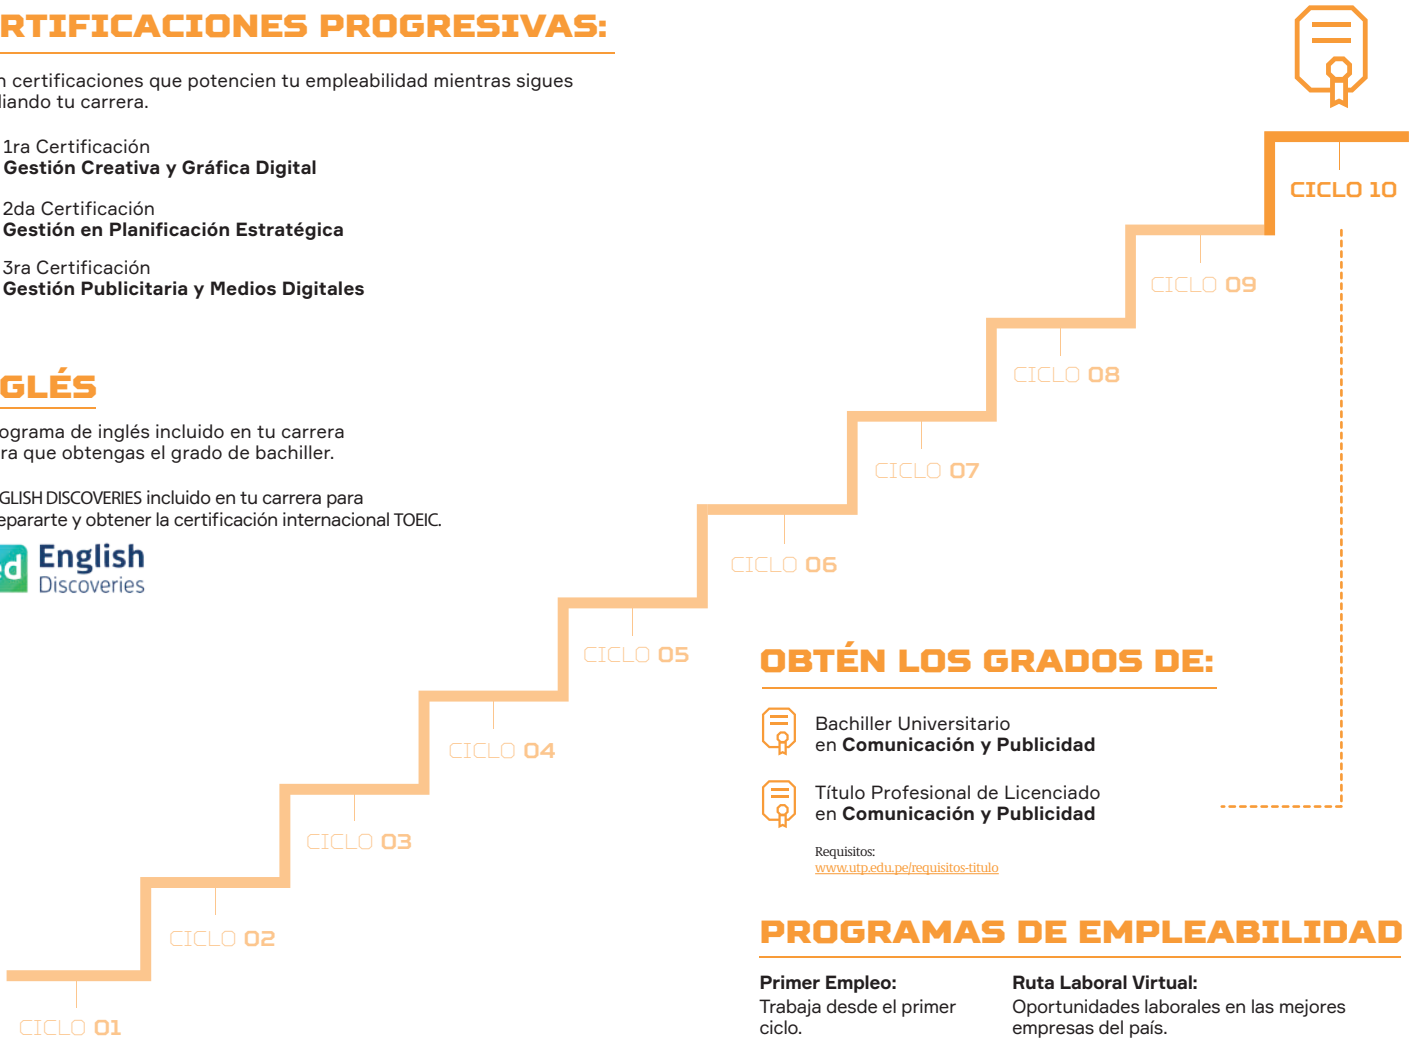 RTIFICACIONES PROGRESIVAS:
n certificaciones que potencien tu empleabilidad mientras sigues
diando tu carrera.
1ra Certificación
Gestión Creativa y Gráfica Digital
2da Certificación
Gestión en Planificación Estratégica
3ra Certificación
Gestión Publicitaria y Medios Digitales
GLÉS
ograma de inglés incluido en tu carrera
ra que obtengas el grado de bachiller.
GLISH DISCOVERIES incluido en tu carrera para
epararte y obtener la certificación internacional TOEIC.
ed English
Discoveries
CICLO 10
CICLO 09
CICLO 08
CICLO 07
CICLO 06
CICLO 05
CICLO 04
CICLO 03
CICLO 02
CICLO 01
OBTÉN LOS GRADOS DE:
Bachiller Universitario
en Comunicación y Publicidad
Título Profesional de Licenciado
en Comunicación y Publicidad
Requisitos:
www.utp.edu.pe/requisitos-titulo
PROGRAMAS DE EMPLEABILIDAD
Primer Empleo:
Trabaja desde el primer
ciclo.
Ruta Laboral Virtual:
Oportunidades laborales en las mejores
empresas del país.